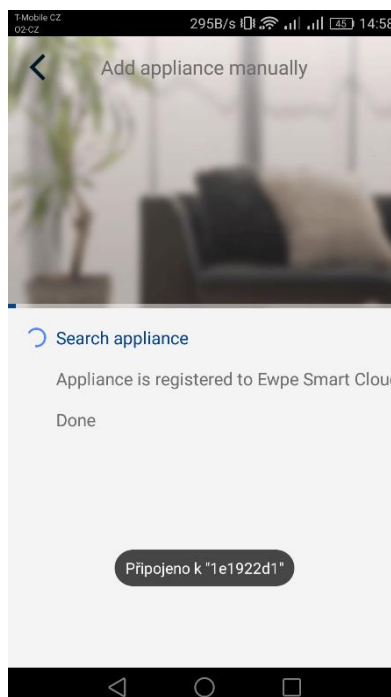 T-Mobile CZ
O2-CZ
295B/s 45 14:58
Add appliance manually
Search appliance
Appliance is registered to Ewpe Smart Clou
Done
Připojeno k "1e1922d1"